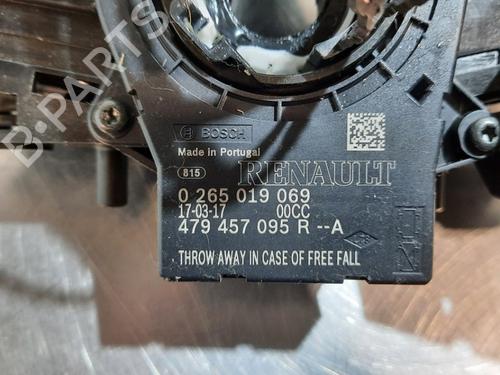 B-PARTS
BOSCH
Made in Portugal
815
RENAULT
0 265 019 069
17-03-17 00CC
479 457 095 R --A
THROW AWAY IN CASE OF FREE FALL